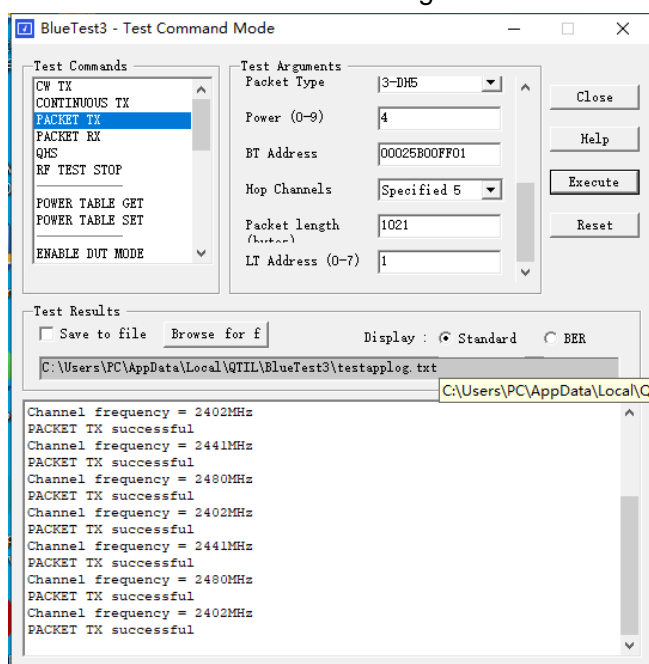 BlueTest3 - Test Command Mode
Test Commands
CW TX
CONTINUOUS TX
PACKET TX
PACKET RX
QHS
RF TEST STOP
POWER TABLE GET
POWER TABLE SET
ENABLE DUT MODE
Test Arguments
Packet Type 3-DH5
Power (0-9) 4
BT Address 00025B00FF01
Hop Channels Specified 5
Packet length 1021
(bytes)
LT Address (0-7) 1
Close
Help
Execute
Reset
Test Results
Save to file Browse for f Display : Standard BER
C:\Users\PC\AppData\Local\QTIL\BlueTest3\testapplog.txt
C:\Users\PC\AppData\Local\Q
Channel frequency = 2402MHz
PACKET TX successful
Channel frequency = 2441MHz
PACKET TX successful
Channel frequency = 2480MHz
PACKET TX successful
Channel frequency = 2402MHz
PACKET TX successful
Channel frequency = 2441MHz
PACKET TX successful
Channel frequency = 2480MHz
PACKET TX successful
Channel frequency = 2402MHz
PACKET TX successful